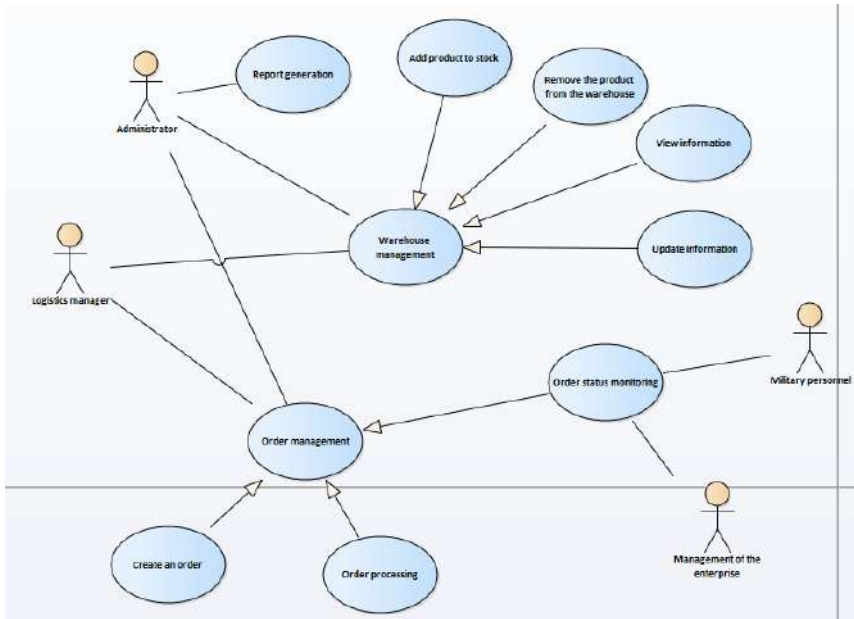 Add product to stock
Report generation
Remove the product
from the warehouse
Administrator
View information
Warehouse
management
Update information
Logistics manager
Military personnel
Order status monitoring
Order management
Create an order
Order processing
Management of the
enterprise